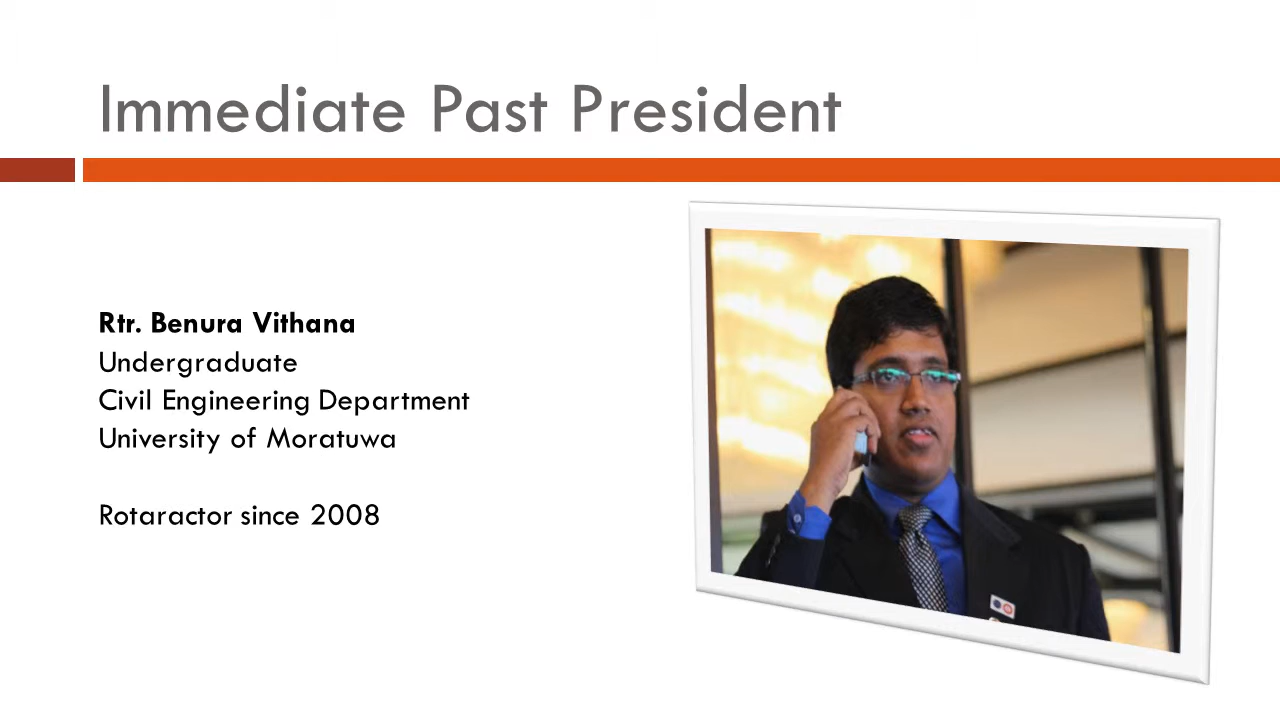 Immediate Past President
Rtr. Benura Vithana
Undergraduate
Civil Engineering Department
University of Moratuwa
Rotaractor since 2008